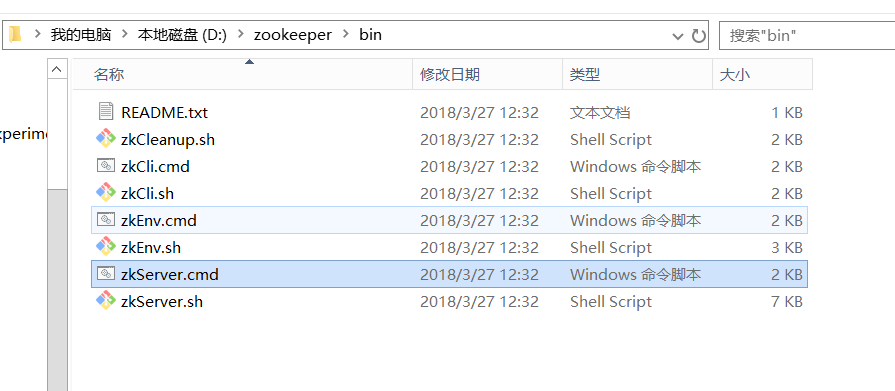 我的电脑 本地磁盘 (D:) zookeeper bin 搜索"bin"
名称 修改日期 类型 大小
README.txt 2018/3/27 12:32 文本文档 1 KB
xperime zkCleanup.sh 2018/3/27 12:32 Shell Script 2 KB
zkCli.cmd 2018/3/27 12:32 Windows 命令脚本 2 KB
zkCli.sh 2018/3/27 12:32 Shell Script 2 KB
zkEnv.cmd 2018/3/27 12:32 Windows 命令脚本 2 KB
zkEnv.sh 2018/3/27 12:32 Shell Script 3 KB
zkServer.cmd 2018/3/27 12:32 Windows 命令脚本 2 KB
zkServer.sh 2018/3/27 12:32 Shell Script 7 KB